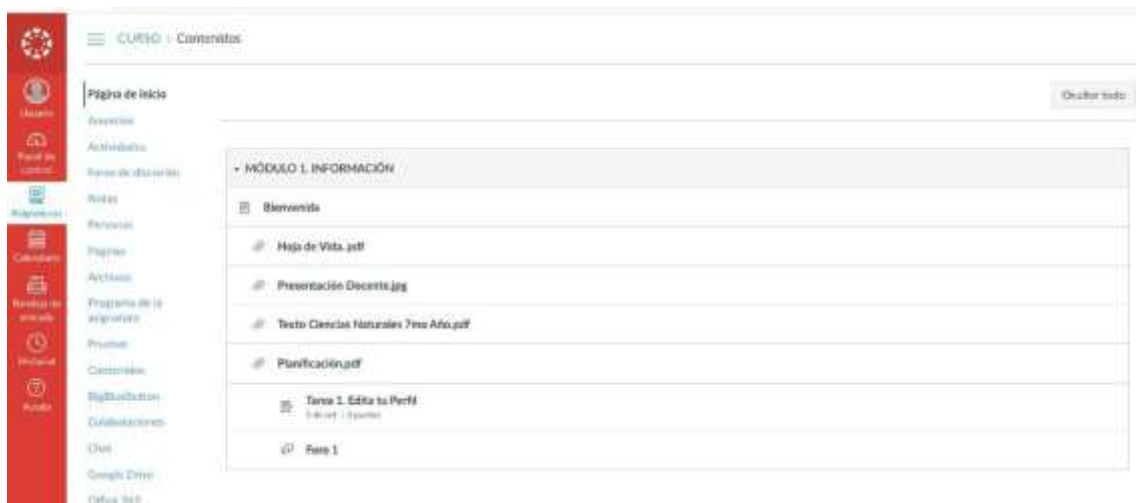 CURSO › Contenidos
Usuario
Panel de
control
Asignaturas
Calendario
Bandeja de
entrada
Historial
Ayuda
Página de inicio
Anuncios
Actividades
Foros de discusión
Notas
Personas
Páginas
Archivos
Programa de la
asignatura
Pruebas
Contenidos
BigBlueButton
Colaboraciones
Chat
Google Drive
Office 365
Ocultar todo
MÓDULO 1. INFORMACIÓN
Bienvenida
Hoja de Vida.pdf
Presentación Docente.jpg
Texto Ciencias Naturales 7mo Año.pdf
Planificación.pdf
Tarea 1. Edita tu Perfil
Foro 1